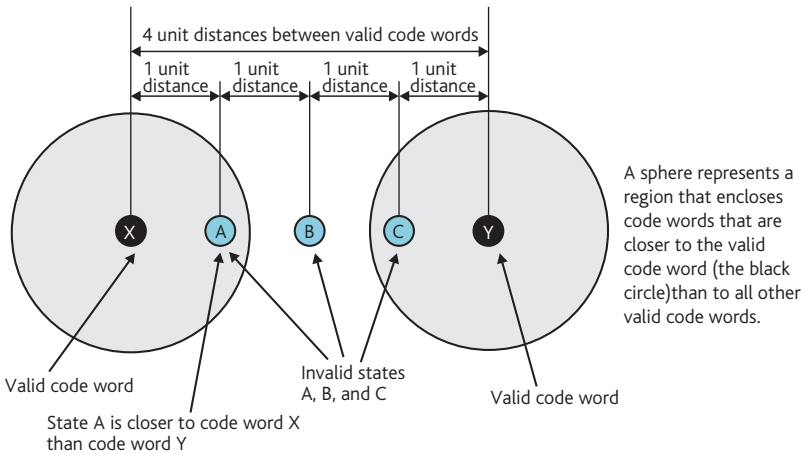 4 unit distances between valid code words
1 unit
distance
1 unit
distance
1 unit
distance
1 unit
distance
X
A
B
C
Y
A sphere represents a
region that encloses
code words that are
closer to the valid
code word (the black
circle)than to all other
valid code words.
Valid code word
State A is closer to code word X
than code word Y
Invalid states
A, B, and C
Valid code word